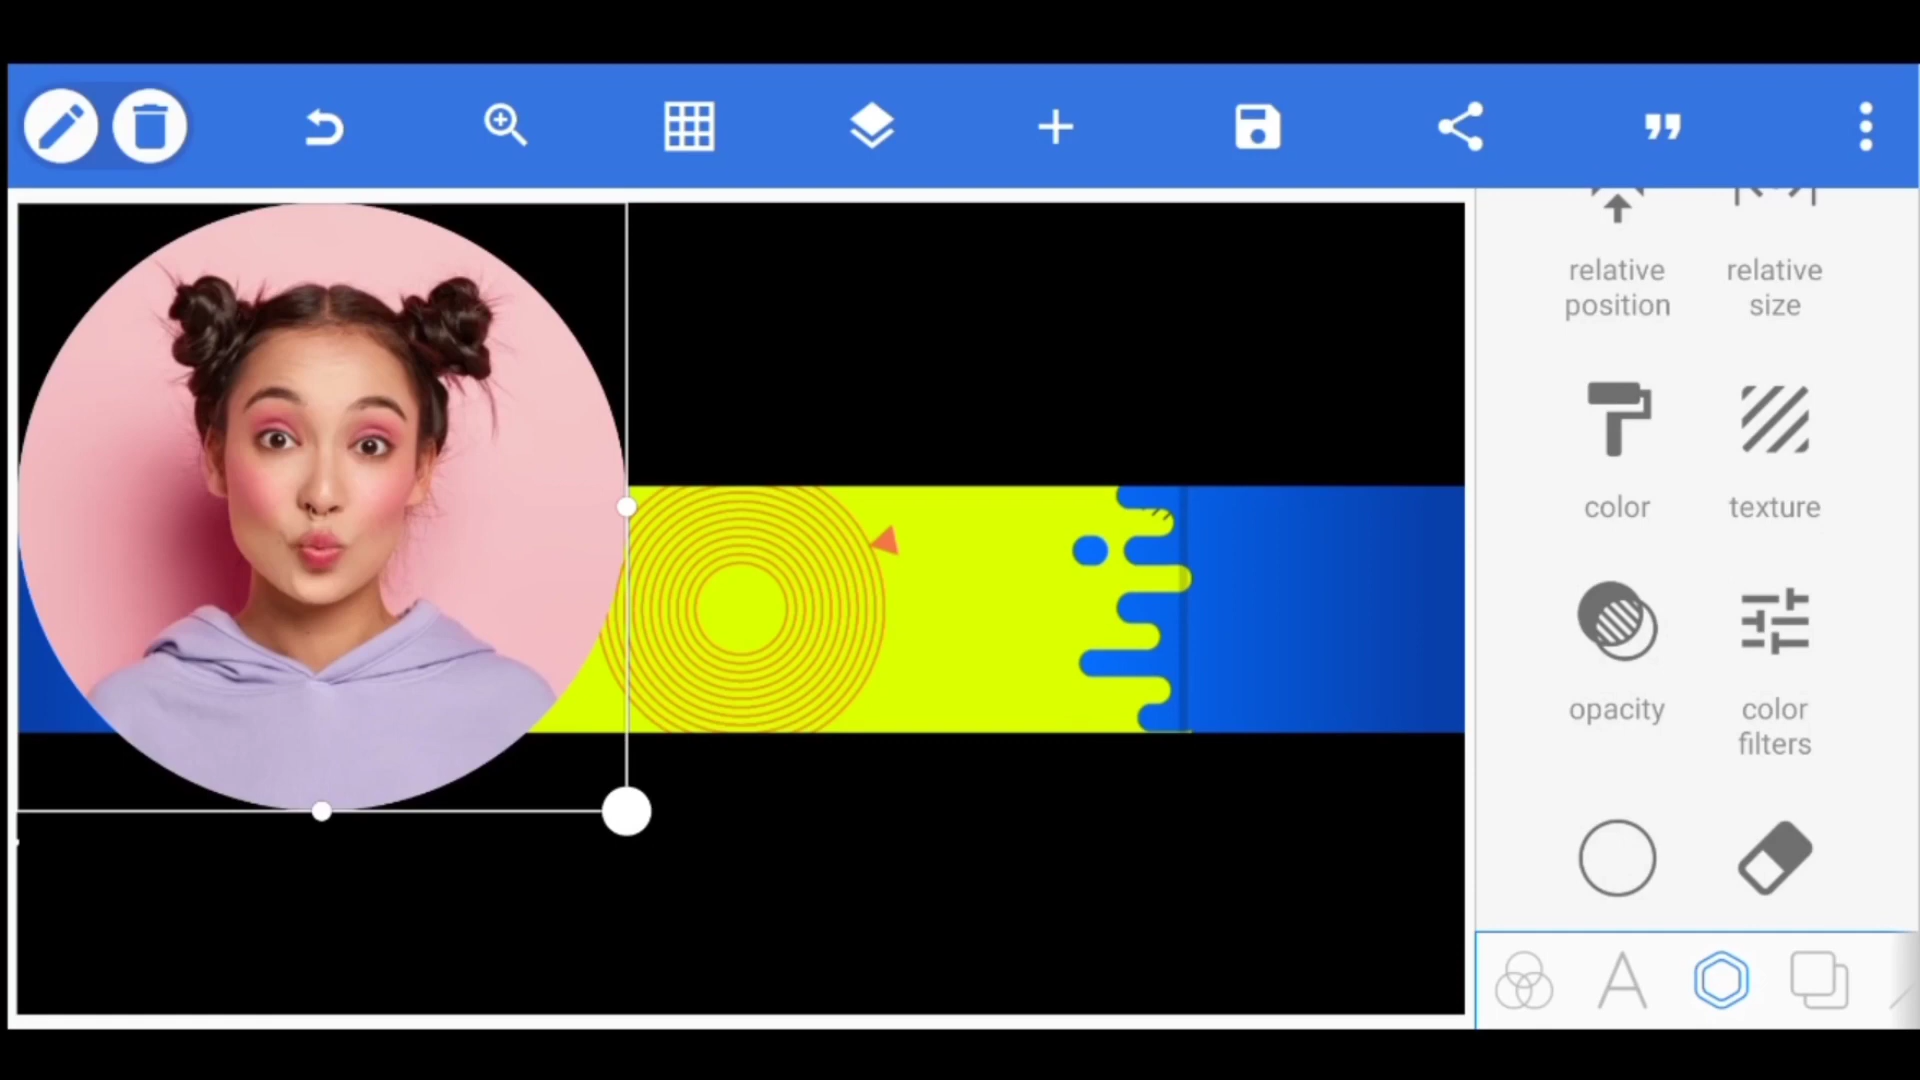 relative
position
relative
size
color
texture
opacity
color
filters